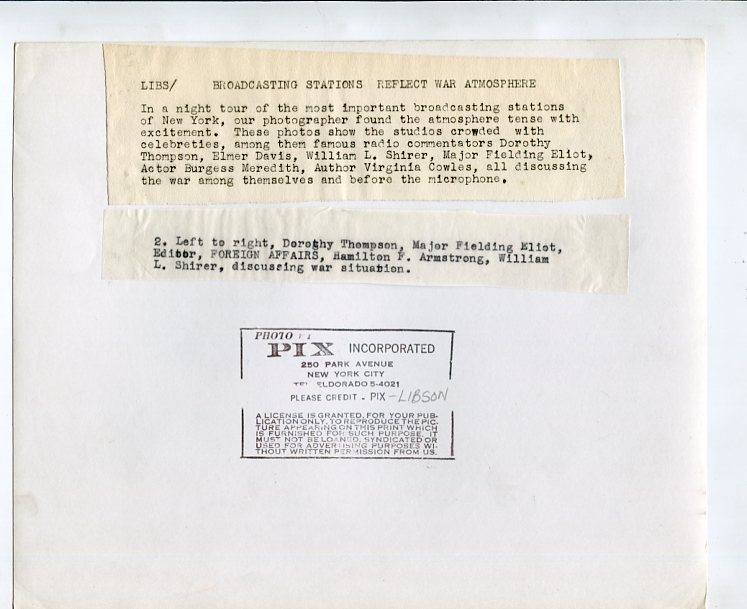 LIBS/ BROADCASTING STATIONS REFLECT WAR ATMOSPHERE
In a night tour of the most important broadcasting stations
of New York, our photographer found the atmosphere tense with
excitement. These photos show the studios crowded with
celebreties, among them famous radio commentators Dorothy
Thompson, Elmer Davis, William L. Shirer, Major Fielding Eliot,
Actor Burgess Meredith, Author Virginia Cowles, all discussing
the war among themselves and before the microphone.
2. Left to right, Dorothy Thompson, Major Fielding Eliot,
Editor, FOREIGN AFFAIRS, Hamilton F. Armstrong, William
L. Shirer, discussing war situation.
PHOTO
PIX INCORPORATED
250 PARK AVENUE
NEW YORK CITY
TEL ELDORADO 5-4021
PLEASE CREDIT - PIX - LIBSON
A LICENSE IS GRANTED, FOR YOUR PUB-
LICATION ONLY, TO REPRODUCE THE PIC-
TURE APPEARING ON THIS PRINT WHICH
IS FURNISHED FOR SUCH PURPOSE. IT
MUST NOT BE LOANED, SYNDICATED OR
USED FOR ADVERTISING PURPOSES WI-
THOUT WRITTEN PERMISSION FROM US.